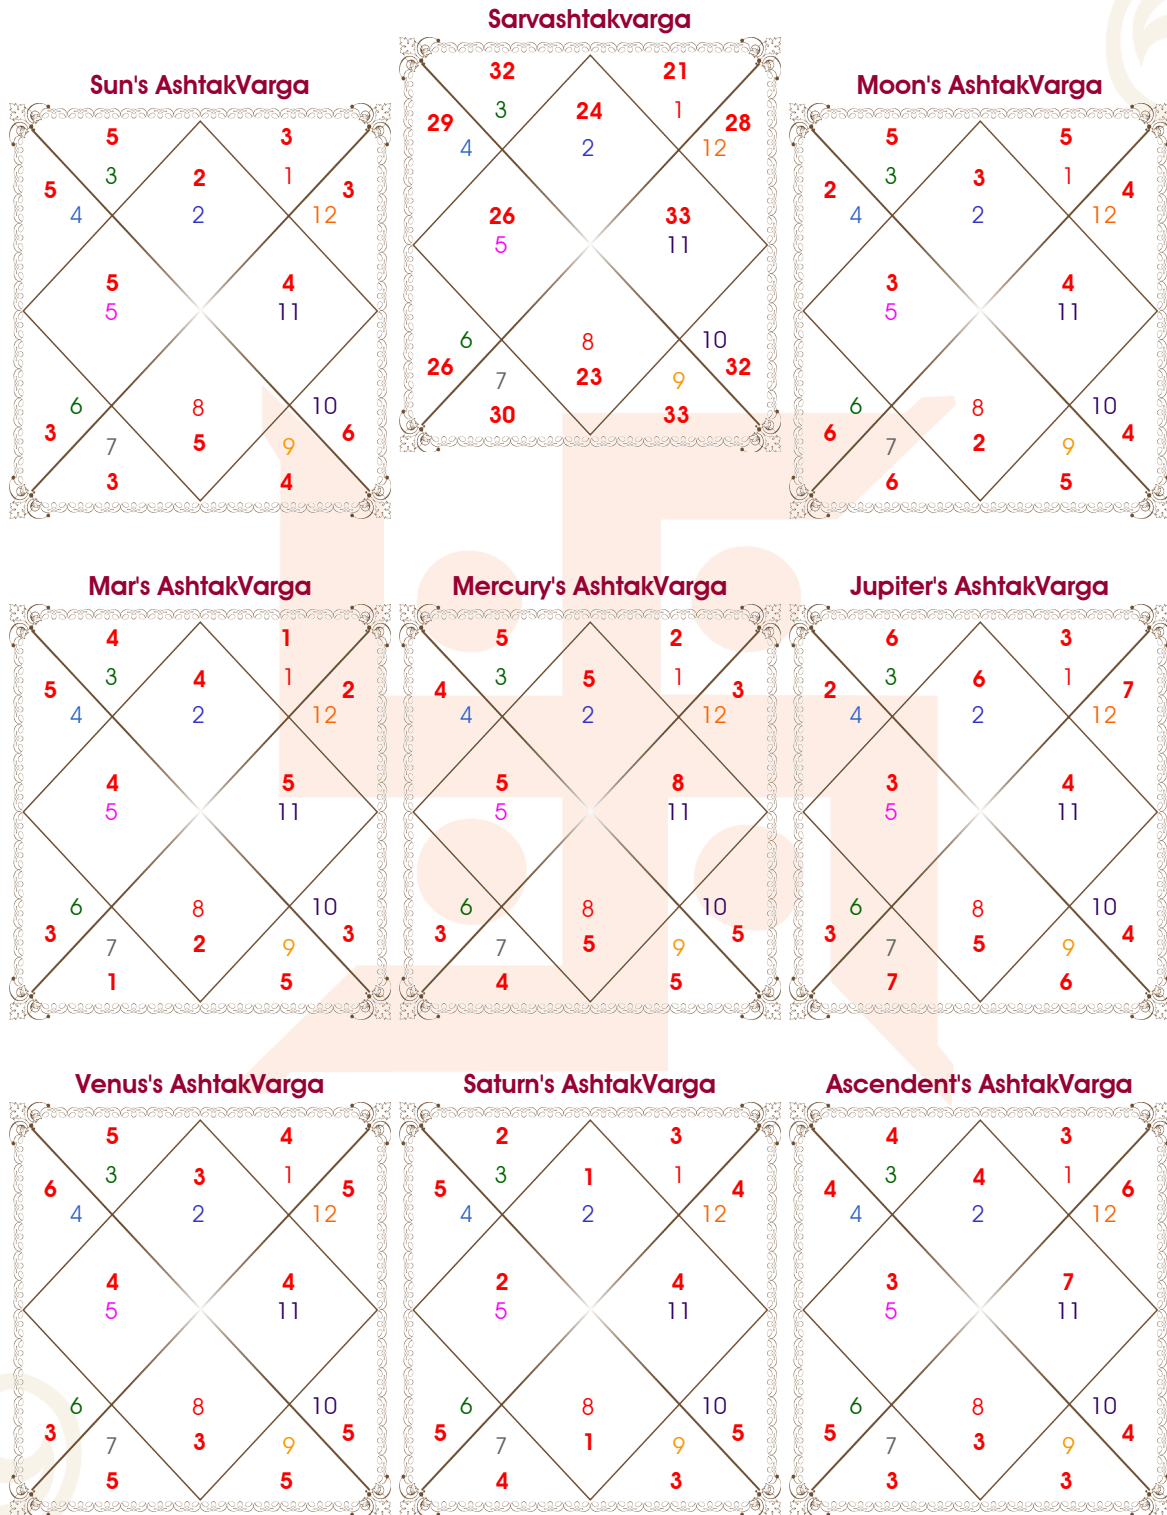 Sarvashtakvarga
32 21
3 24 1
29 28
4 2 12
26 33
5 11
6 8 10
26 32
7 23 9
30 33
Sun's AshtakVarga
5 3
3 2 1
5 3
4 2 12
5 4
5 11
6 8 10
3 6
7 5 9
3 4
Moon's AshtakVarga
5 5
3 3 1
2 4
4 2 12
3 4
5 11
6 8 10
6 4
7 2 9
6 5
Mar's AshtakVarga
4 1
3 4 1
5 2
4 2 12
4 5
5 11
6 8 10
3 3
7 2 9
1 5
Mercury's AshtakVarga
5 2
3 5 1
4 3
4 2 12
5 8
5 11
6 8 10
3 5
7 5 9
4 5
Jupiter's AshtakVarga
6 3
3 6 1
2 7
4 2 12
3 4
5 11
6 8 10
3 4
7 5 9
7 6
Venus's AshtakVarga
5 4
3 3 1
6 5
4 2 12
4 4
5 11
6 8 10
3 5
7 3 9
5 5
Saturn's AshtakVarga
2 3
3 1 1
5 4
4 2 12
2 4
5 11
6 8 10
5 5
7 1 9
4 3
Ascendent's AshtakVarga
4 3
3 4 1
4 6
4 2 12
3 7
5 11
6 8 10
5 4
7 3 9
3 3